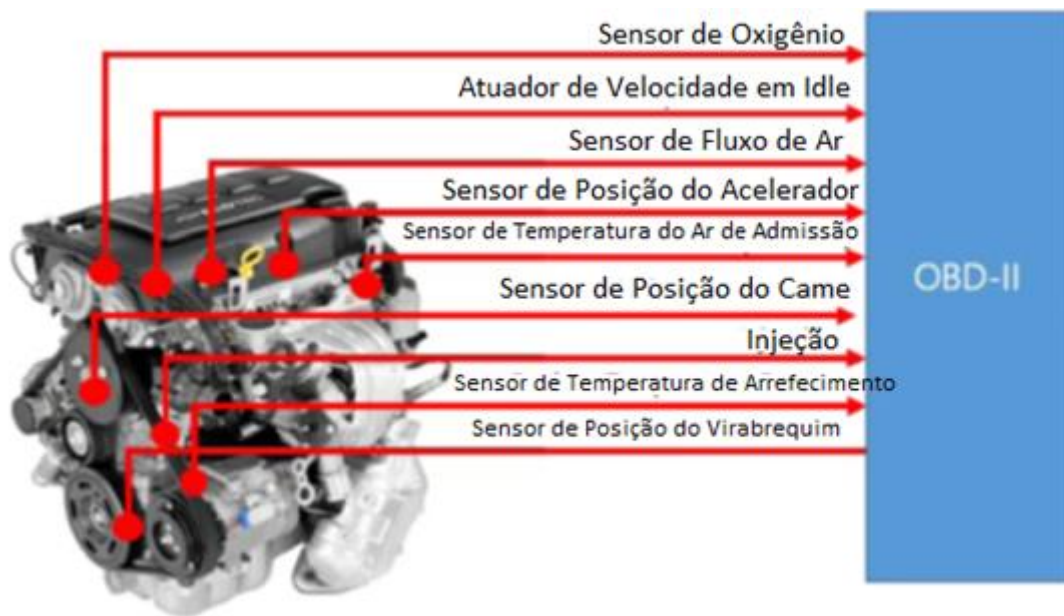 Sensor de Oxigênio
Atuador de Velocidade em Idle
Sensor de Fluxo de Ar
Sensor de Posição do Acelerador
Sensor de Temperatura do Ar de Admissão
OBD-II
Sensor de Posição do Came
Injeção
Sensor de Temperatura de Arrefecimento
Sensor de Posição do Virabrequim